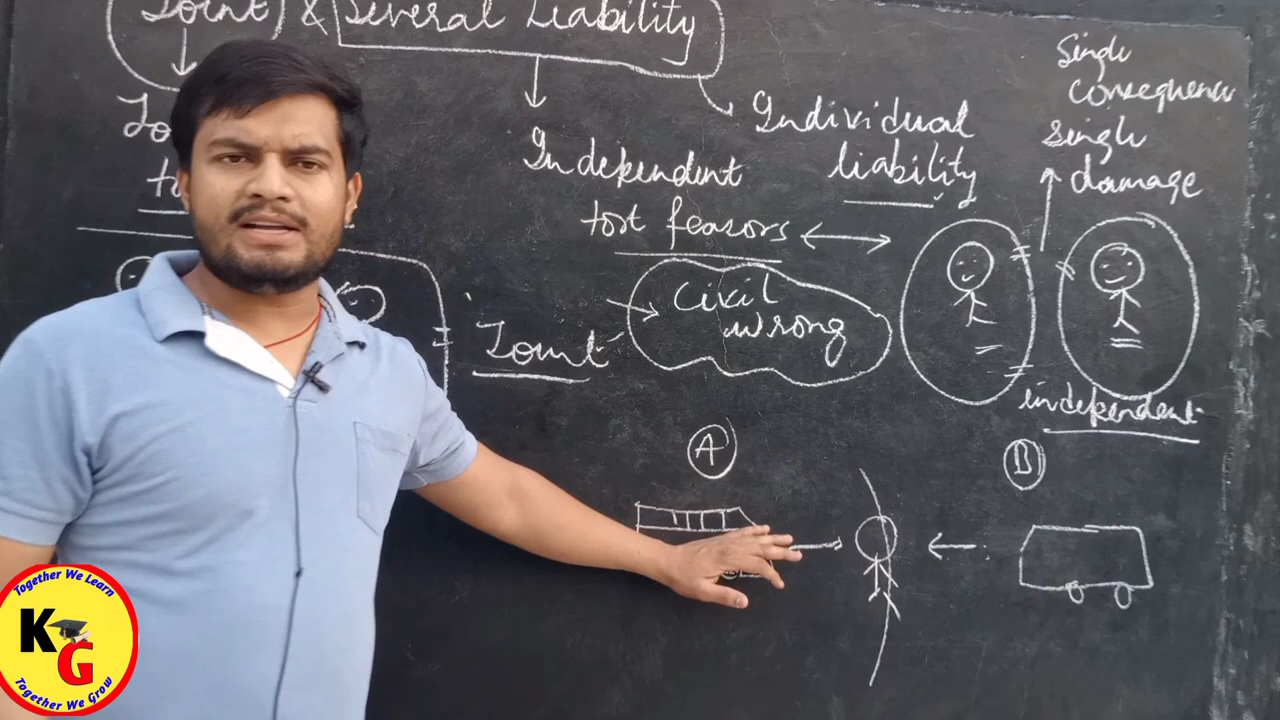 Joint & Several Liability
Independent
tort feasors
Individual
liability
Single
consequence
single
damage
Joint
Civil
wrong
independent
A
B
Together We Learn
KG
Together We Grow